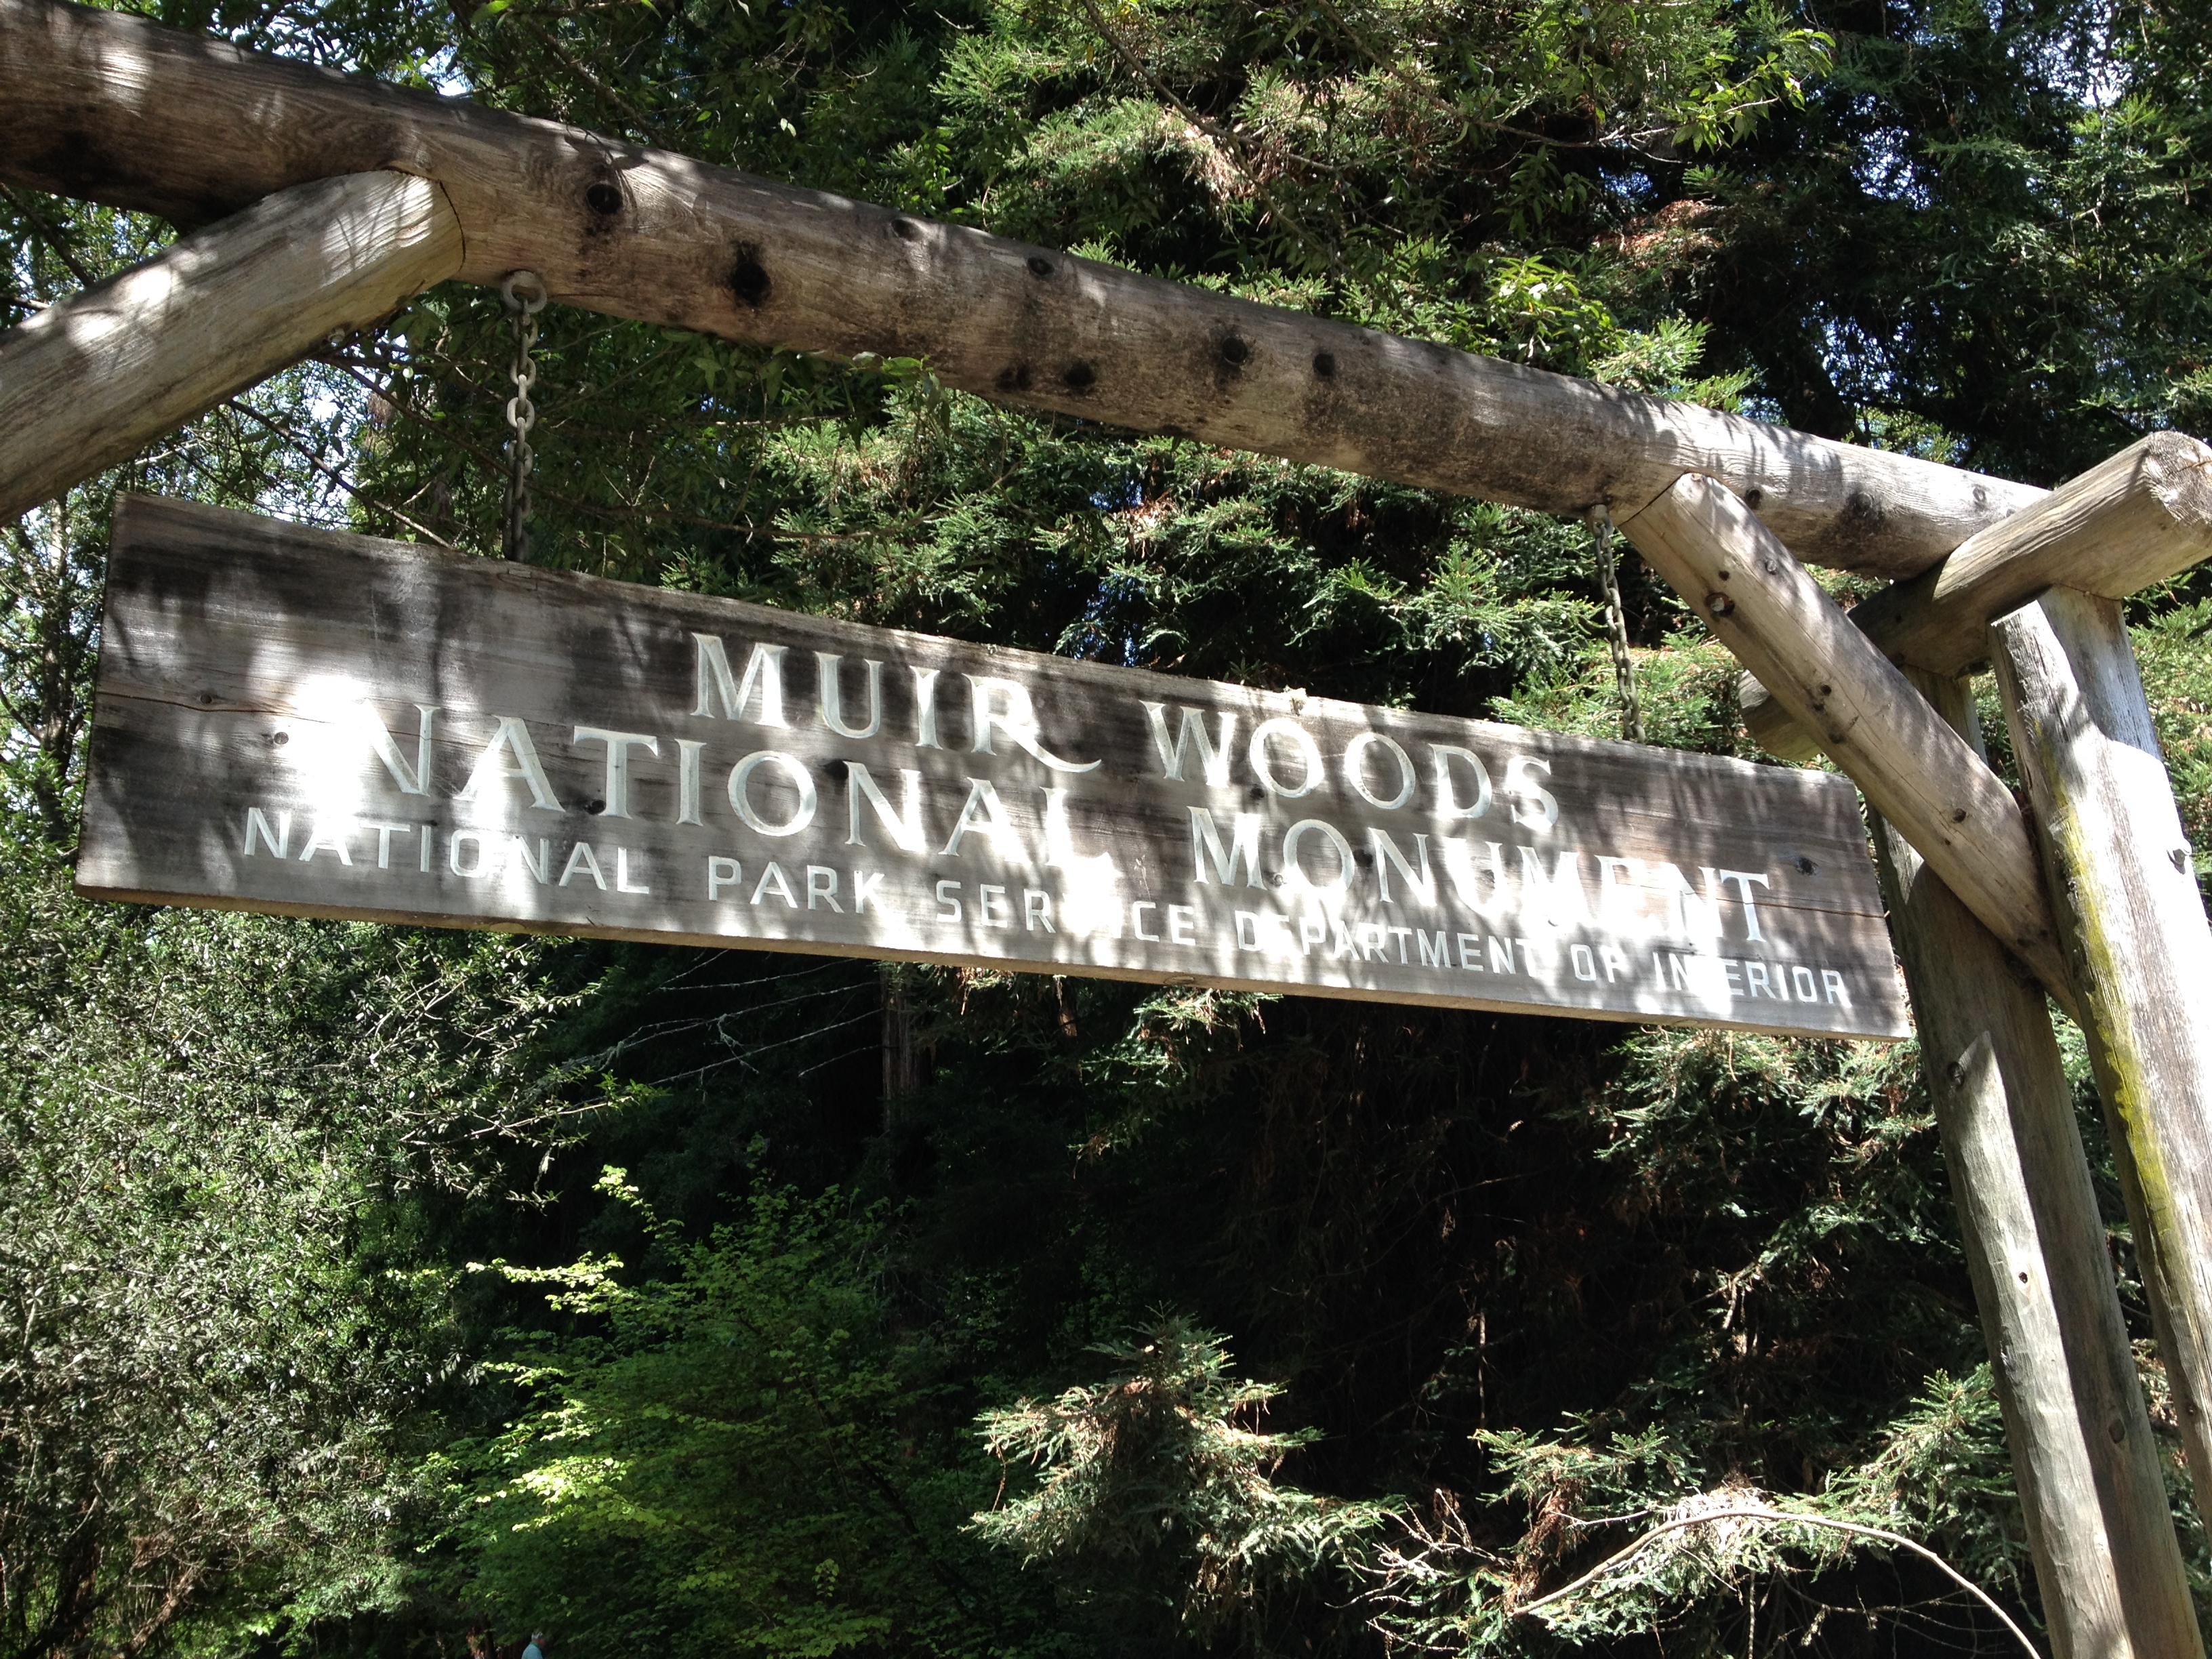 MUIR WOODS
NATIONAL MONUMENT
NATIONAL PARK SERVICE DEPARTMENT OF INTERIOR